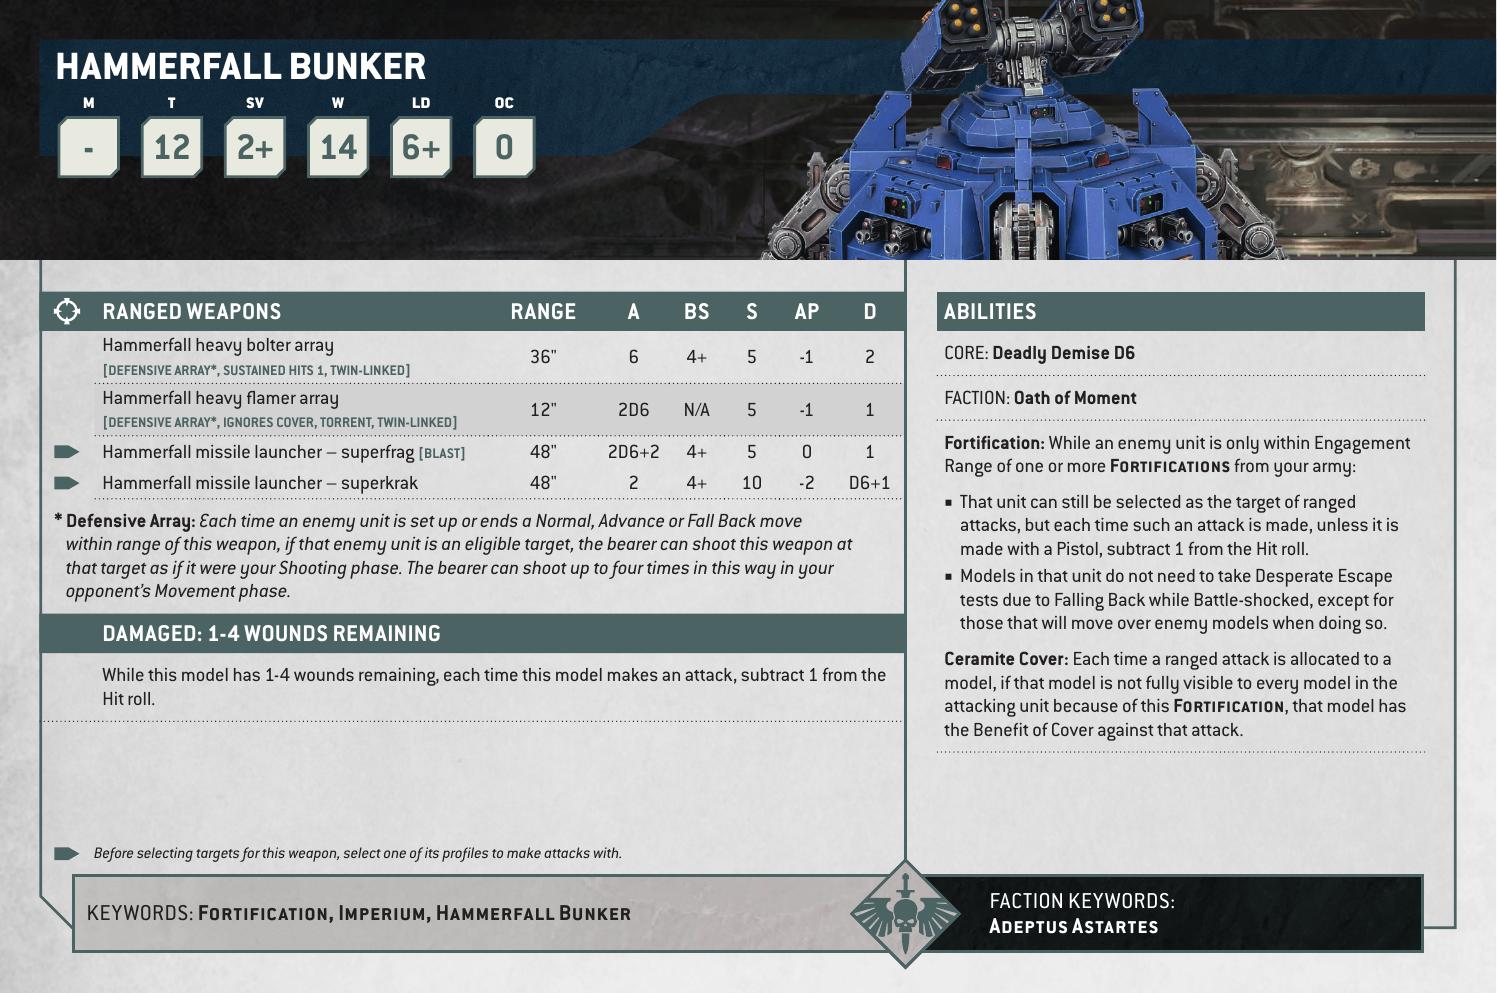 HAMMERFALL BUNKER
M T SV W LD OC
- 12 2+ 14 6+ 0
RANGED WEAPONS RANGE A BS S AP D
Hammerfall heavy bolter array
[DEFENSIVE ARRAY*, SUSTAINED HITS 1, TWIN-LINKED] 36" 6 4+ 5 -1 2
Hammerfall heavy flamer array
[DEFENSIVE ARRAY*, IGNORES COVER, TORRENT, TWIN-LINKED] 12" 2D6 N/A 5 -1 1
Hammerfall missile launcher – superfrag [BLAST] 48" 2D6+2 4+ 5 0 1
Hammerfall missile launcher – superkrak 48" 2 4+ 10 -2 D6+1
* Defensive Array: Each time an enemy unit is set up or ends a Normal, Advance or Fall Back move
within range of this weapon, if that enemy unit is an eligible target, the bearer can shoot this weapon at
that target as if it were your Shooting phase. The bearer can shoot up to four times in this way in your
opponent's Movement phase.
DAMAGED: 1-4 WOUNDS REMAINING
While this model has 1-4 wounds remaining, each time this model makes an attack, subtract 1 from the
Hit roll.
Before selecting targets for this weapon, select one of its profiles to make attacks with.
ABILITIES
CORE: Deadly Demise D6
FACTION: Oath of Moment
Fortification: While an enemy unit is only within Engagement
Range of one or more FORTIFICATIONS from your army:
▪ That unit can still be selected as the target of ranged
attacks, but each time such an attack is made, unless it is
made with a Pistol, subtract 1 from the Hit roll.
▪ Models in that unit do not need to take Desperate Escape
tests due to Falling Back while Battle-shocked, except for
those that will move over enemy models when doing so.
Ceramite Cover: Each time a ranged attack is allocated to a
model, if that model is not fully visible to every model in the
attacking unit because of this FORTIFICATION, that model has
the Benefit of Cover against that attack.
KEYWORDS: FORTIFICATION, IMPERIUM, HAMMERFALL BUNKER
FACTION KEYWORDS:
ADEPTUS ASTARTES